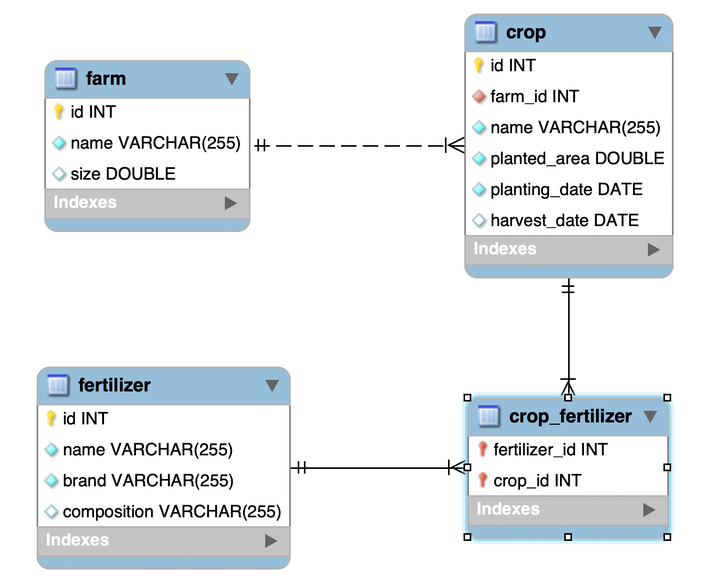 farm
id INT
name VARCHAR(255)
size DOUBLE
Indexes
crop
id INT
farm_id INT
name VARCHAR(255)
planted_area DOUBLE
planting_date DATE
harvest_date DATE
Indexes
fertilizer
id INT
name VARCHAR(255)
brand VARCHAR(255)
composition VARCHAR(255)
Indexes
crop_fertilizer
fertilizer_id INT
crop_id INT
Indexes